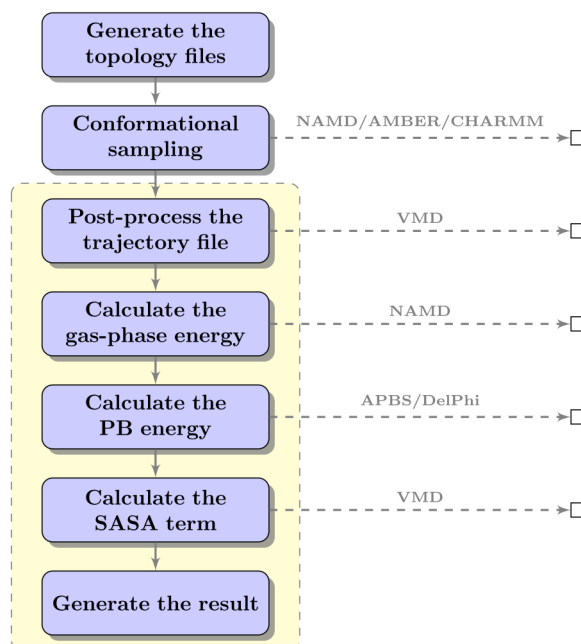 Generate the
topology files
Conformational
sampling
NAMD/AMBER/CHARMM
Post-process the
trajectory file
VMD
Calculate the
gas-phase energy
NAMD
Calculate the
PB energy
APBS/DelPhi
Calculate the
SASA term
VMD
Generate the result